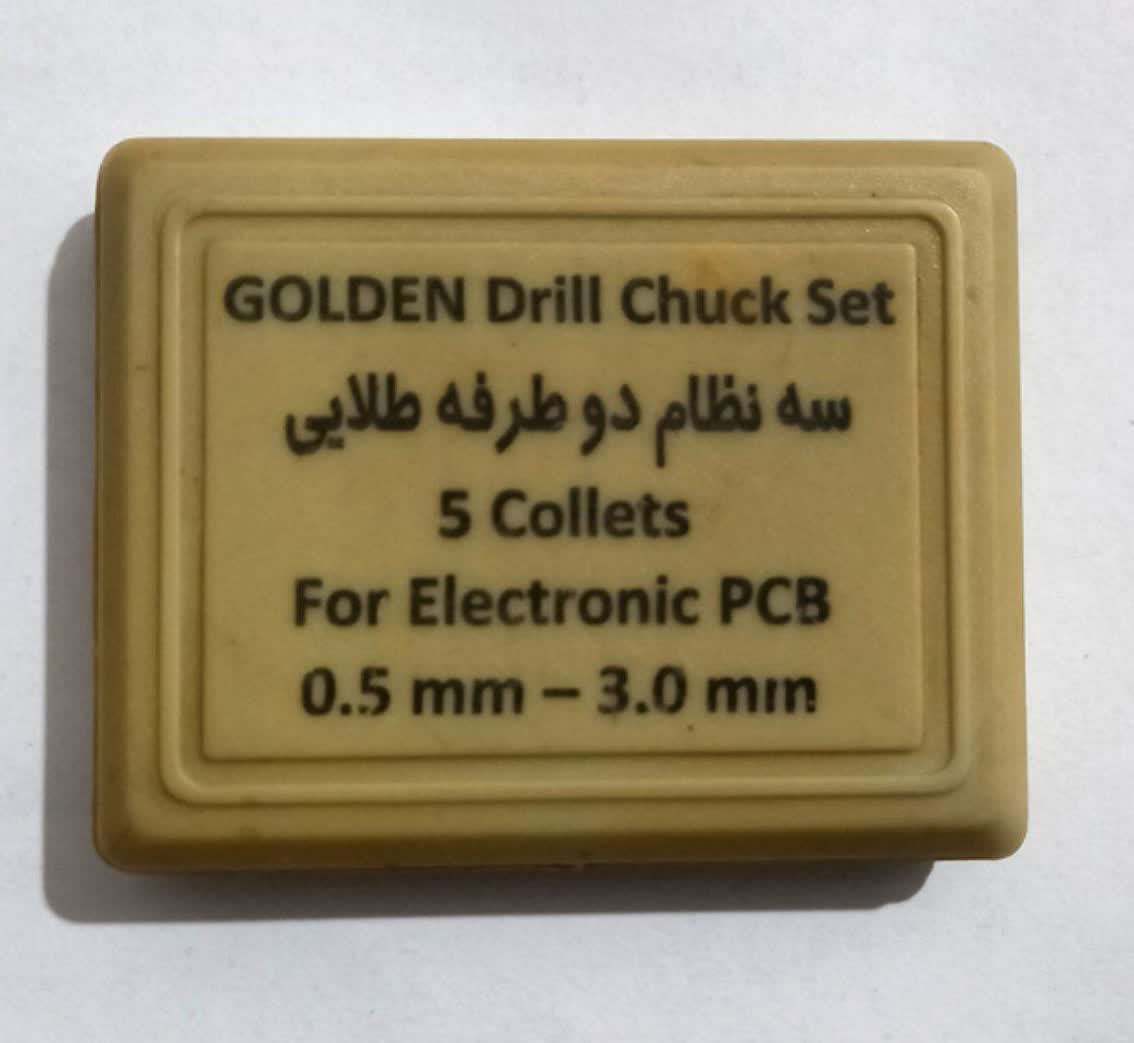 GOLDEN Drill Chuck Set
سه نظام دو طرفه طلایی
5 Collets
For Electronic PCB
0.5 mm – 3.0 mm